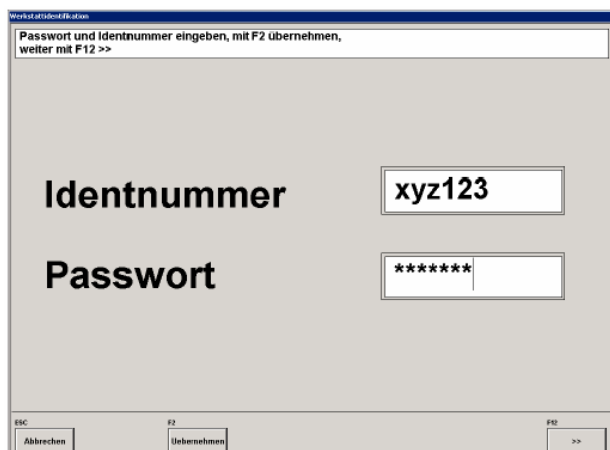 Werkstattidentifikation
Passwort und Identnummer eingeben, mit F2 übernehmen,
weiter mit F12 >>
Identnummer
xyz123
Passwort
*******
ESC
F2
F12
Abbrechen
Uebernehmen
>>